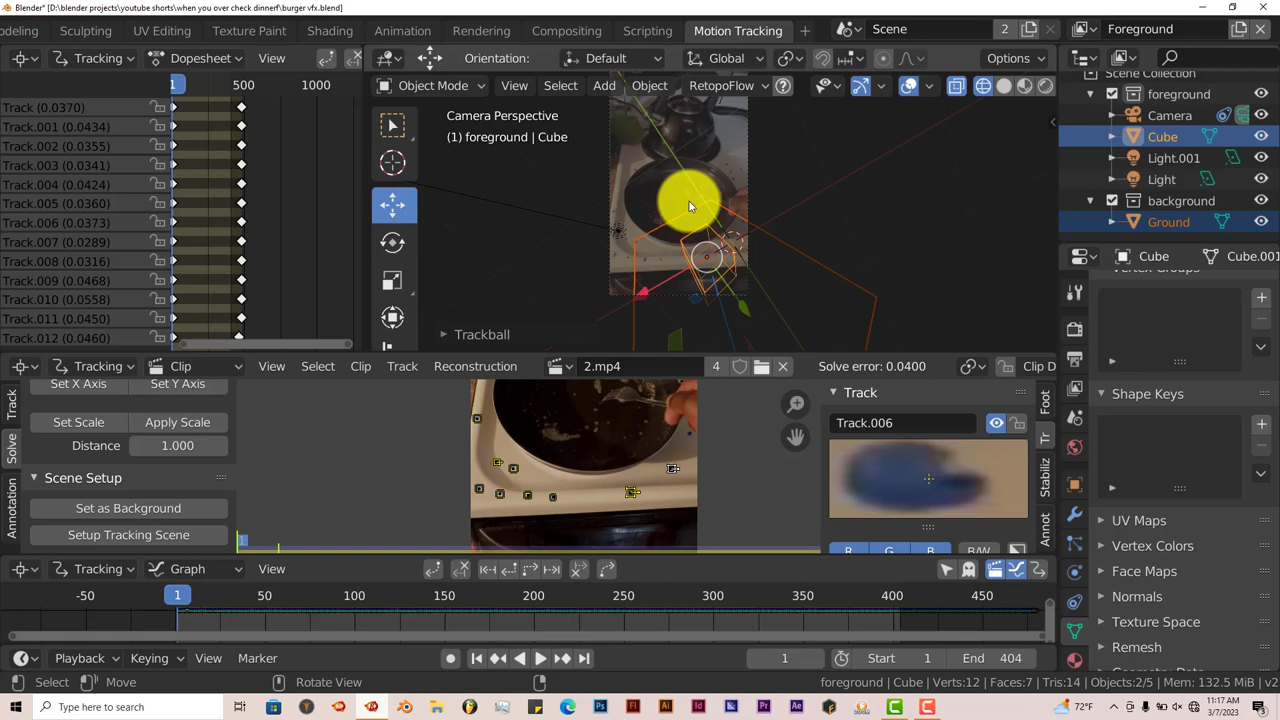 Blender* [D:\blender projects\youtube shorts\when you over check dinnerf\burger vfx.blend]
odeling Sculpting UV Editing Texture Paint Shading Animation Rendering Compositing Scripting Motion Tracking + Scene 2 Foreground
Tracking Dopesheet View Orientation: Default Global Options
1 500 1000
Object Mode View Select Add Object RetopoFlow
Scene Collection
Track (0.0370)
Track.001 (0.0434)
Track.002 (0.0355)
Track.003 (0.0341)
Track.004 (0.0424)
Track.005 (0.0360)
Track.006 (0.0373)
Track.007 (0.0289)
Track.008 (0.0316)
Track.009 (0.0468)
Track.010 (0.0558)
Track.011 (0.0450)
Track.012 (0.0460)
Camera Perspective
(1) foreground | Cube
Trackball
foreground
Camera
Cube
Light.001
Light
background
Ground
Cube Cube.001
Vertex Groups
Shape Keys
UV Maps
Vertex Colors
Face Maps
Normals
Texture Space
Remesh
Geometry Data
Tracking Clip View Select Clip Track Reconstruction 2.mp4 4 Solve error: 0.0400 Clip D
Track
Solve
Annotation
Set X Axis Set Y Axis
Set Scale Apply Scale
Distance 1.000
Scene Setup
Set as Background
Setup Tracking Scene
1
Track
Track.006
R G B B/W
Foot
Tr
Stabiliz
Annot
Tracking Graph View
-50 1 50 100 150 200 250 300 350 400 450
Playback Keying View Marker 1 Start 1 End 404
Select Move Rotate View foreground | Cube | Verts:12 | Faces:7 | Tris:14 | Objects:2/5 | Mem: 132.5 MiB | v2
Type here to search 72°F 11:17 AM
3/7/2023